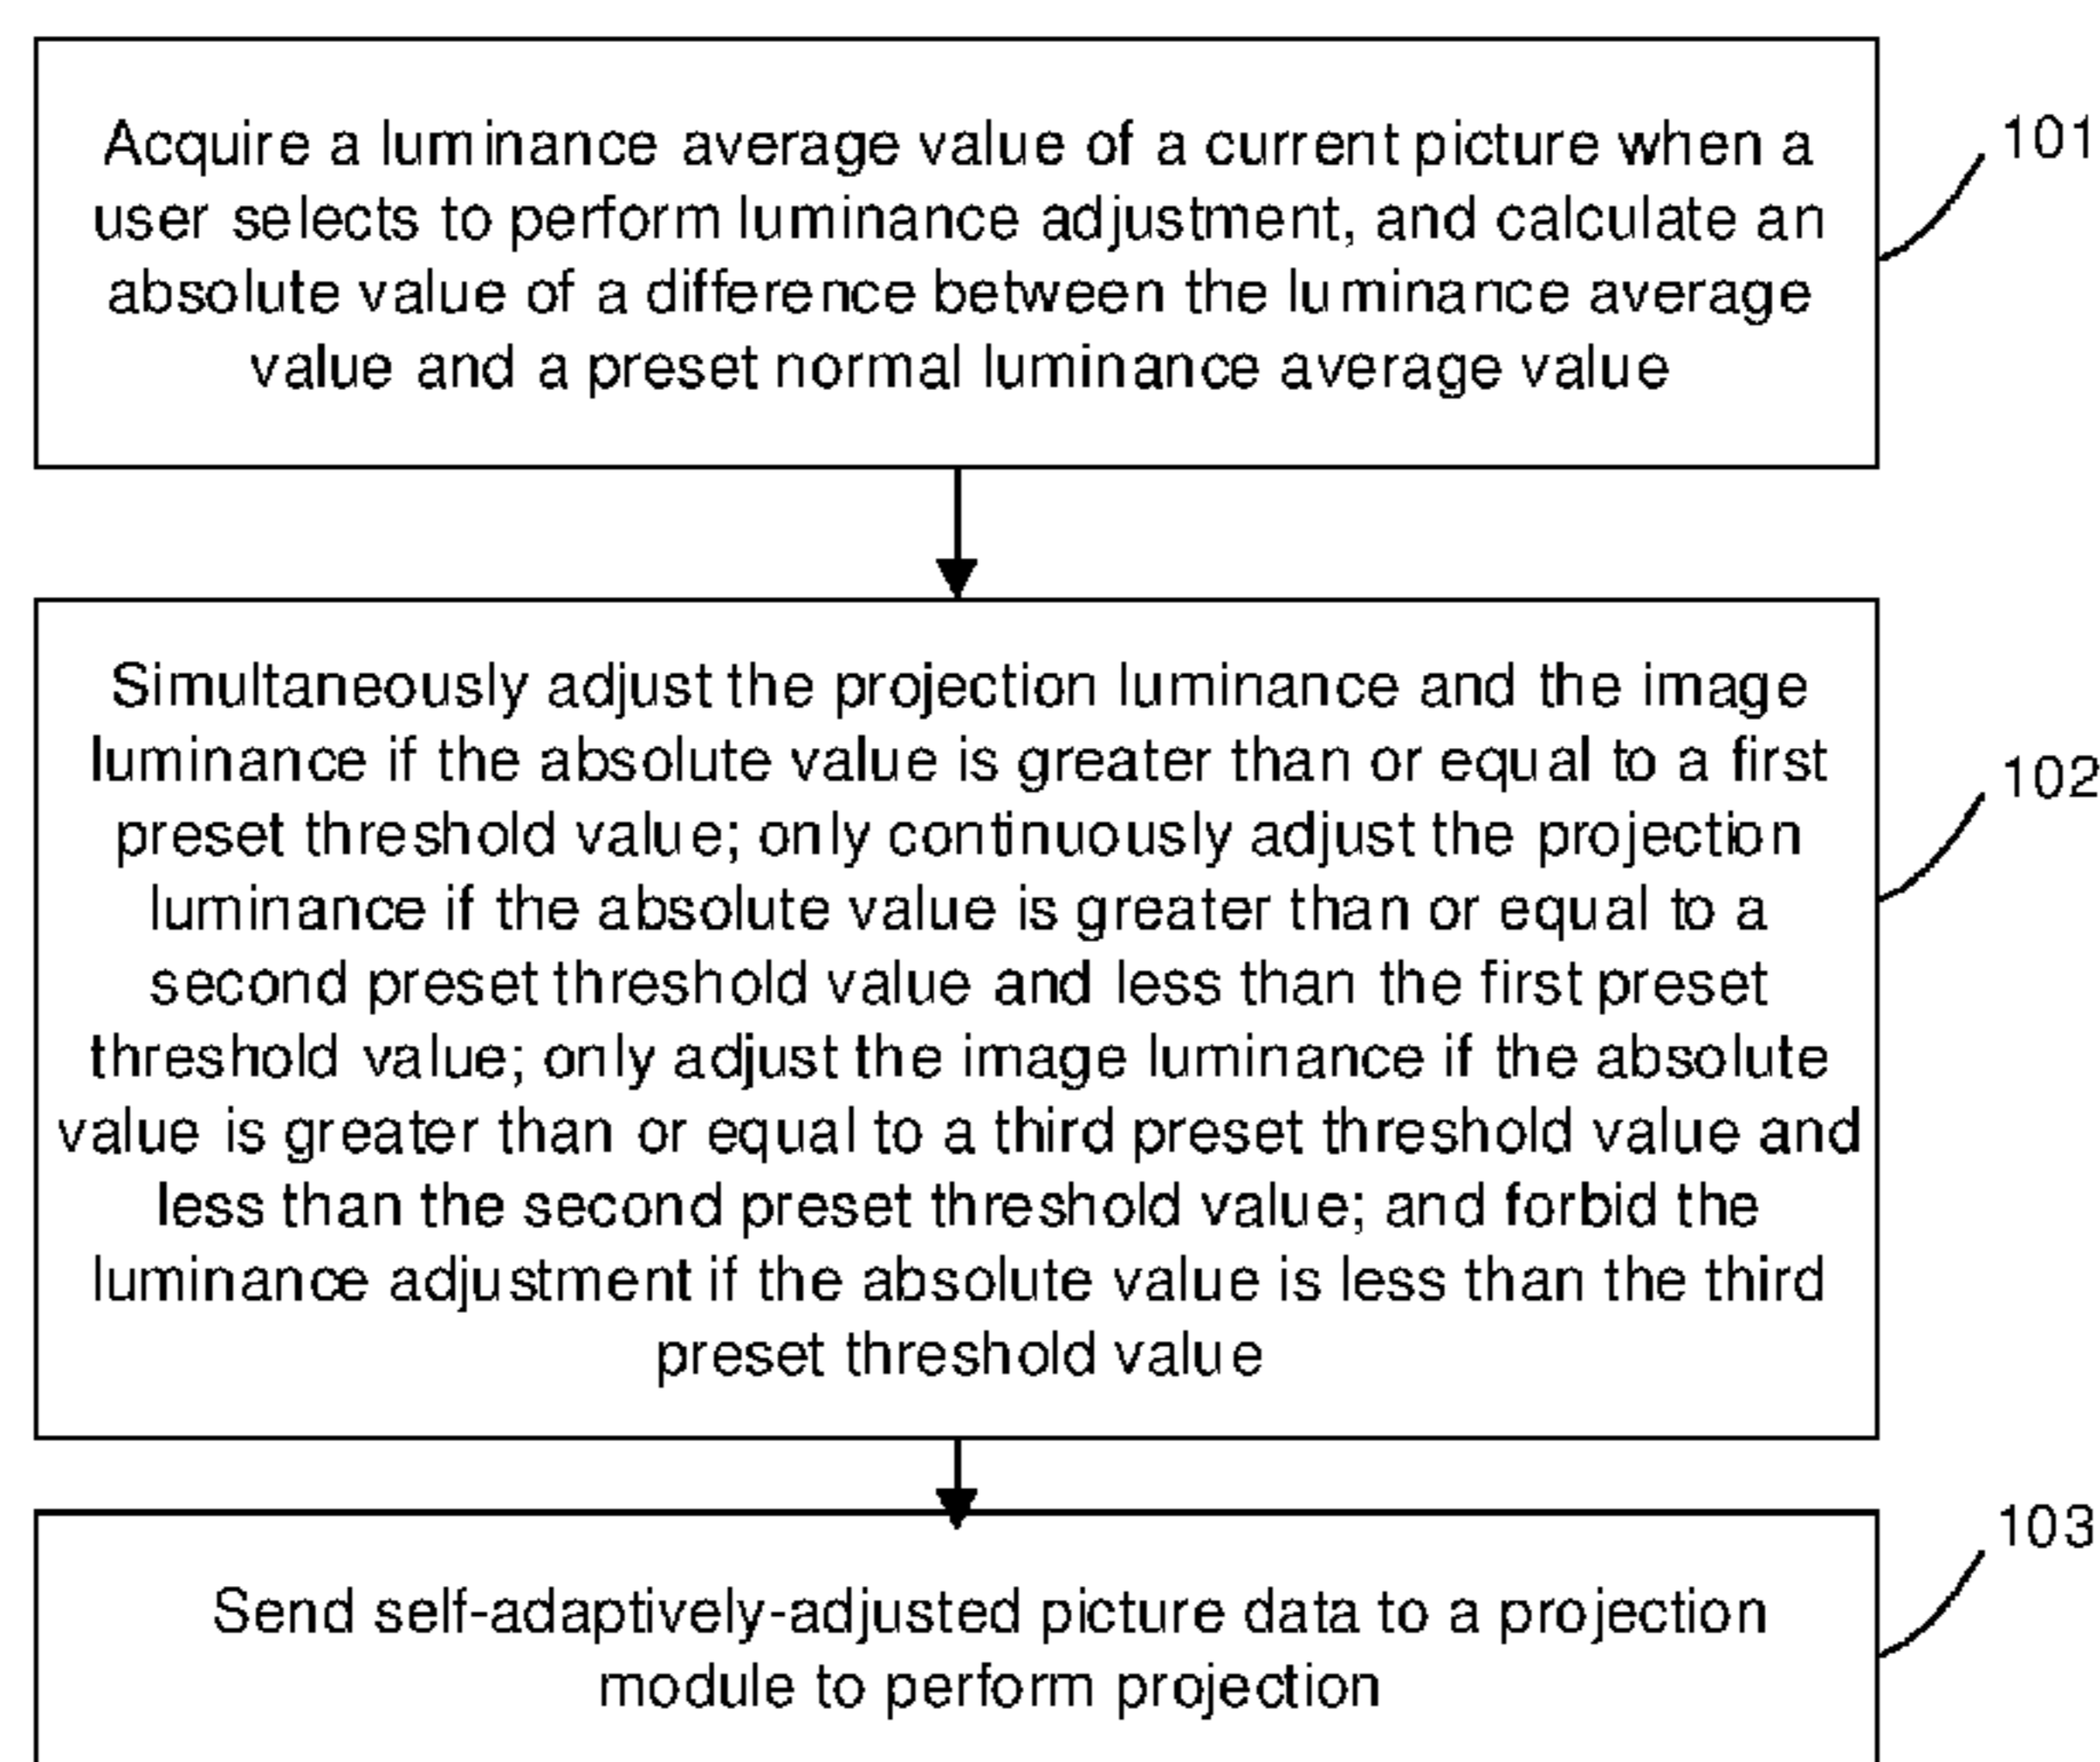 Acquire a luminance average value of a current picture when a
user selects to perform luminance adjustment, and calculate an
absolute value of a difference between the luminance average
value and a preset normal luminance average value
101
Simultaneously adjust the projection luminance and the image
luminance if the absolute value is greater than or equal to a first
preset threshold value; only continuously adjust the projection
luminance if the absolute value is greater than or equal to a
second preset threshold value and less than the first preset
threshold value; only adjust the image luminance if the absolute
value is greater than or equal to a third preset threshold value and
less than the second preset threshold value; and forbid the
luminance adjustment if the absolute value is less than the third
preset threshold value
102
Send self-adaptively-adjusted picture data to a projection
module to perform projection
103